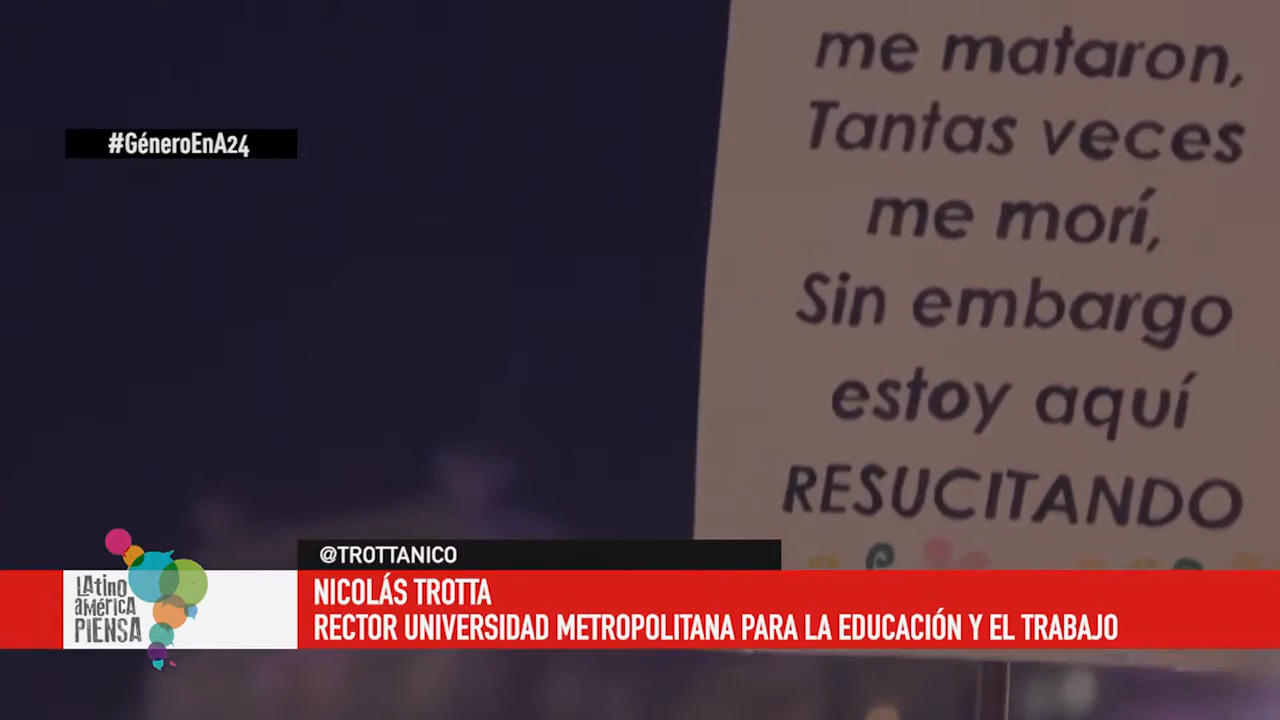 me mataron,
Tantas veces
me morí,
Sin embargo
estoy aquí
RESUCITANDO
#GéneroEnA24
@TROTTANICO
NICOLÁS TROTTA
RECTOR UNIVERSIDAD METROPOLITANA PARA LA EDUCACIÓN Y EL TRABAJO
LAtino
aMéRICA
PIENSA